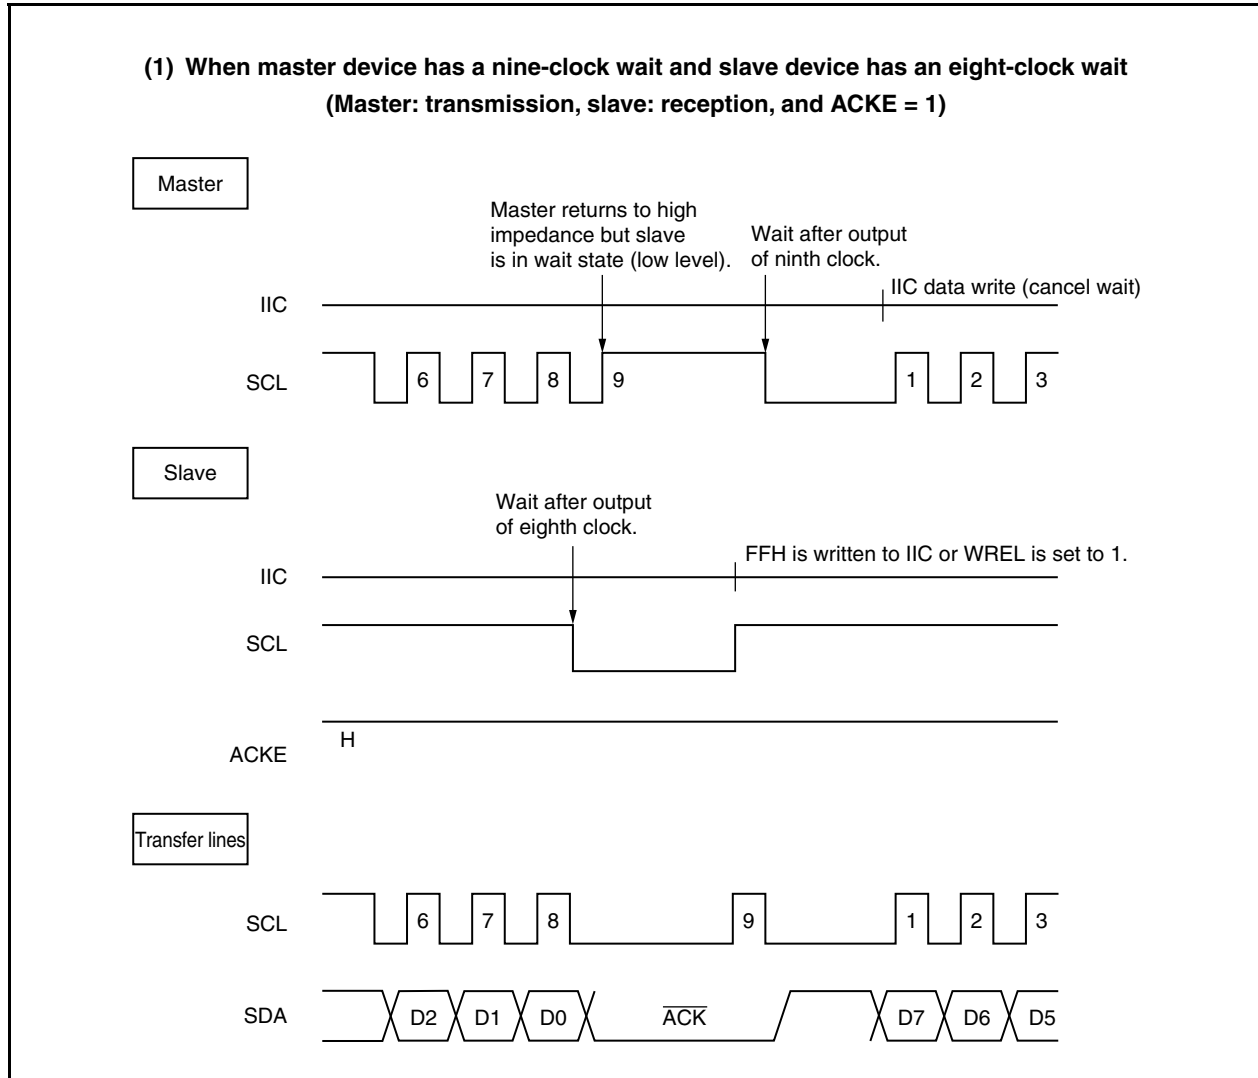 (1) When master device has a nine-clock wait and slave device has an eight-clock wait
(Master: transmission, slave: reception, and ACKE = 1)
Master
Master returns to high
impedance but slave
is in wait state (low level).
Wait after output
of ninth clock.
IIC data write (cancel wait)
IIC
SCL 6 7 8 9 1 2 3
Slave
Wait after output
of eighth clock.
FFH is written to IIC or WREL is set to 1.
IIC
SCL
H
ACKE
Transfer lines
SCL 6 7 8 9 1 2 3
SDA D2 D1 D0 A̅C̅K̅ D7 D6 D5